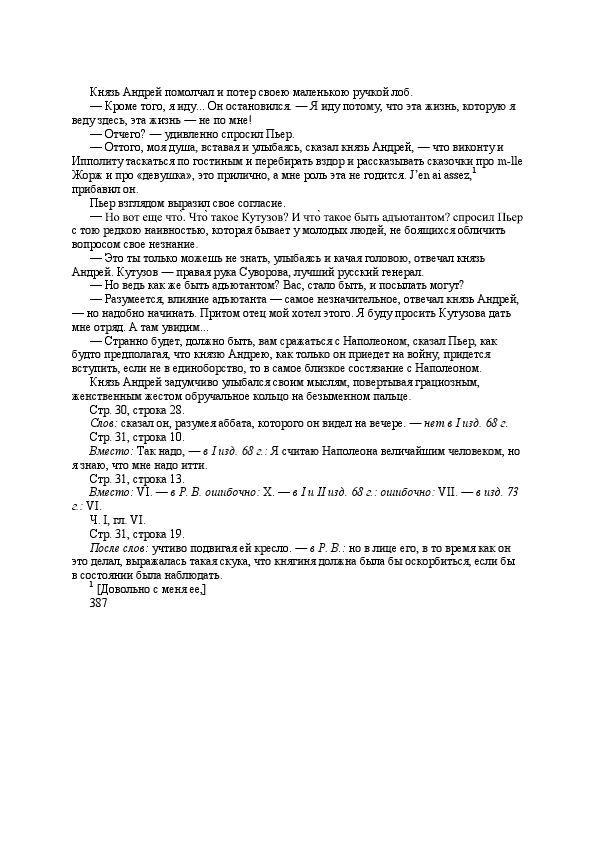 Князь Андрей помолчал и потер своею маленькою ручкой лоб.
— Кроме того, я иду... Он остановился. — Я иду потому, что эта жизнь, которую я
веду здесь, эта жизнь — не по мне!
— Отчего? — удивленно спросил Пьер.
— Оттого, моя душа, вставая и улыбаясь, сказал князь Андрей, — что виконту и
Ипполиту таскаться по гостиным и перебирать вздор и рассказывать сказочки про m-lle
Жорж и про «девушка», это прилично, а мне роль эта не годится. J’en ai assez,¹
прибавил он.
Пьер взглядом выразил свое согласие.
— Но вот еще что̀. Что̀ такое Кутузов? И что̀ такое быть адъютантом? спросил Пьер
с тою редкою наивностью, которая бывает у молодых людей, не боящихся обличить
вопросом свое незнание.
— Это ты только можешь не знать, улыбаясь и качая головою, отвечал князь
Андрей. Кутузов — правая рука Суворова, лучший русский генерал.
— Но ведь как же быть адъютантом? Вас, стало быть, и посылать могут?
— Разумеется, влияние адъютанта — самое незначительное, отвечал князь Андрей,
— но надобно начинать. Притом отец мой хотел этого. Я буду просить Кутузова дать
мне отряд. А там увидим...
— Странно будет, должно быть, вам сражаться с Наполеоном, сказал Пьер, как
будто предполагая, что князю Андрею, как только он приедет на войну, придется
вступить, если не в единоборство, то в самое близкое состязание с Наполеоном.
Князь Андрей задумчиво улыбался своим мыслям, повертывая грациозным,
женственным жестом обручальное кольцо на безыменном пальце.
Стр. 30, строка 28.
Слов: сказал он, разумея аббата, которого он видел на вечере. — нет в I изд. 68 г.
Стр. 31, строка 10.
Вместо: Так надо, — в I изд. 68 г.: Я считаю Наполеона величайшим человеком, но
я знаю, что мне надо итти.
Стр. 31, строка 13.
Вместо: VI. — в Р. В. ошибочно: X. — в I и II изд. 68 г.: ошибочно: VII. — в изд. 73
г.: VI.
Ч. I, гл. VI.
Стр. 31, строка 19.
После слов: учтиво подвигая ей кресло. — в Р. В.: но в лице его, в то время как он
это делал, выражалась такая скука, что княгиня должна была бы оскорбиться, если бы
в состоянии была наблюдать.
¹ [Довольно с меня ее,]
387